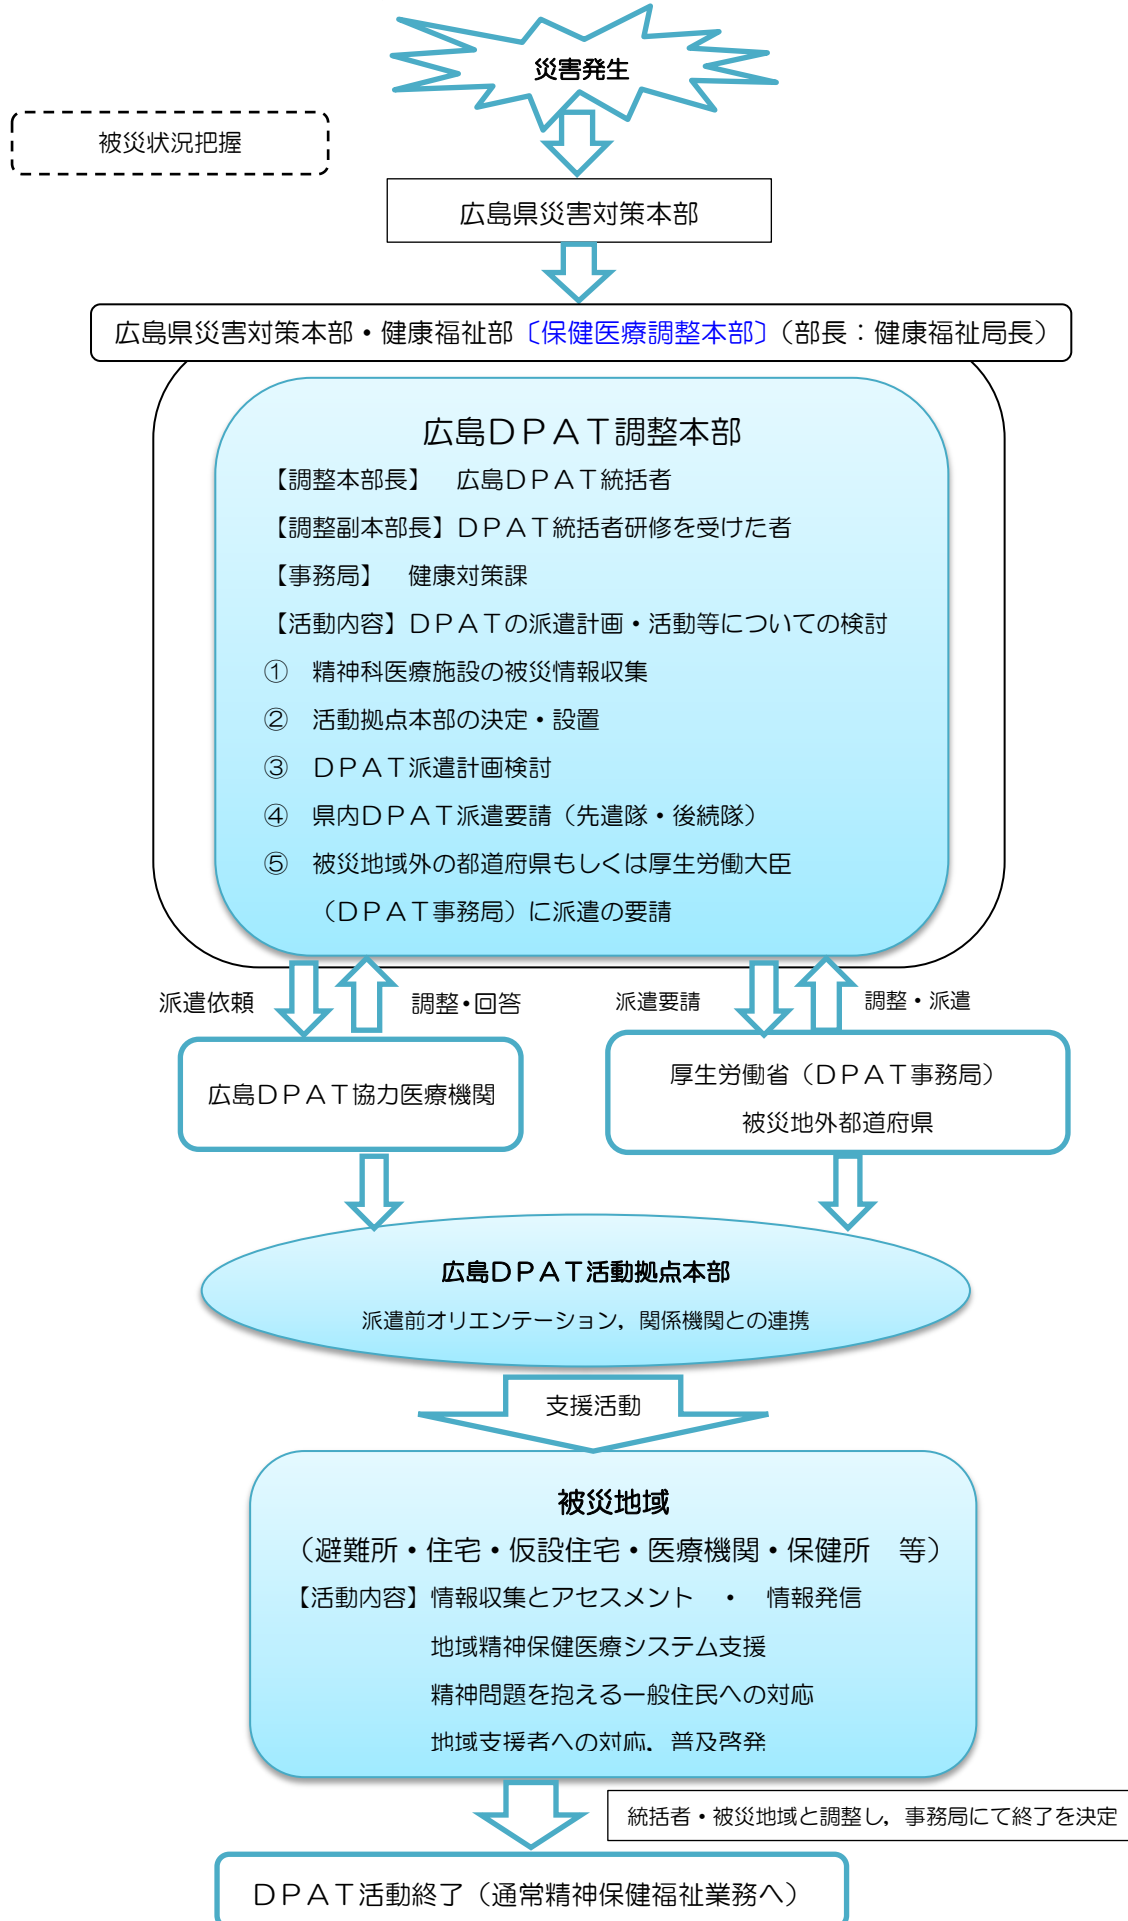 災害発生
被災状況把握
広島県災害対策本部
広島県災害対策本部・健康福祉部〔保健医療調整本部〕（部長：健康福祉局長）
広島ＤＰＡＴ調整本部
【調整本部長】　広島ＤＰＡＴ統括者
【調整副本部長】ＤＰＡＴ統括者研修を受けた者
【事務局】　健康対策課
【活動内容】ＤＰＡＴの派遣計画・活動等についての検討
①　精神科医療施設の被災情報収集
②　活動拠点本部の決定・設置
③　ＤＰＡＴ派遣計画検討
④　県内ＤＰＡＴ派遣要請（先遣隊・後続隊）
⑤　被災地域外の都道府県もしくは厚生労働大臣
（ＤＰＡＴ事務局）に派遣の要請
派遣依頼
調整・回答
派遣要請
調整・派遣
広島ＤＰＡＴ協力医療機関
厚生労働省（ＤＰＡＴ事務局）
被災地外都道府県
広島ＤＰＡＴ活動拠点本部
派遣前オリエンテーション，関係機関との連携
支援活動
被災地域
（避難所・住宅・仮設住宅・医療機関・保健所　等）
【活動内容】情報収集とアセスメント　・　情報発信
地域精神保健医療システム支援
精神問題を抱える一般住民への対応
地域支援者への対応，普及啓発
統括者・被災地域と調整し，事務局にて終了を決定
ＤＰＡＴ活動終了（通常精神保健福祉業務へ）